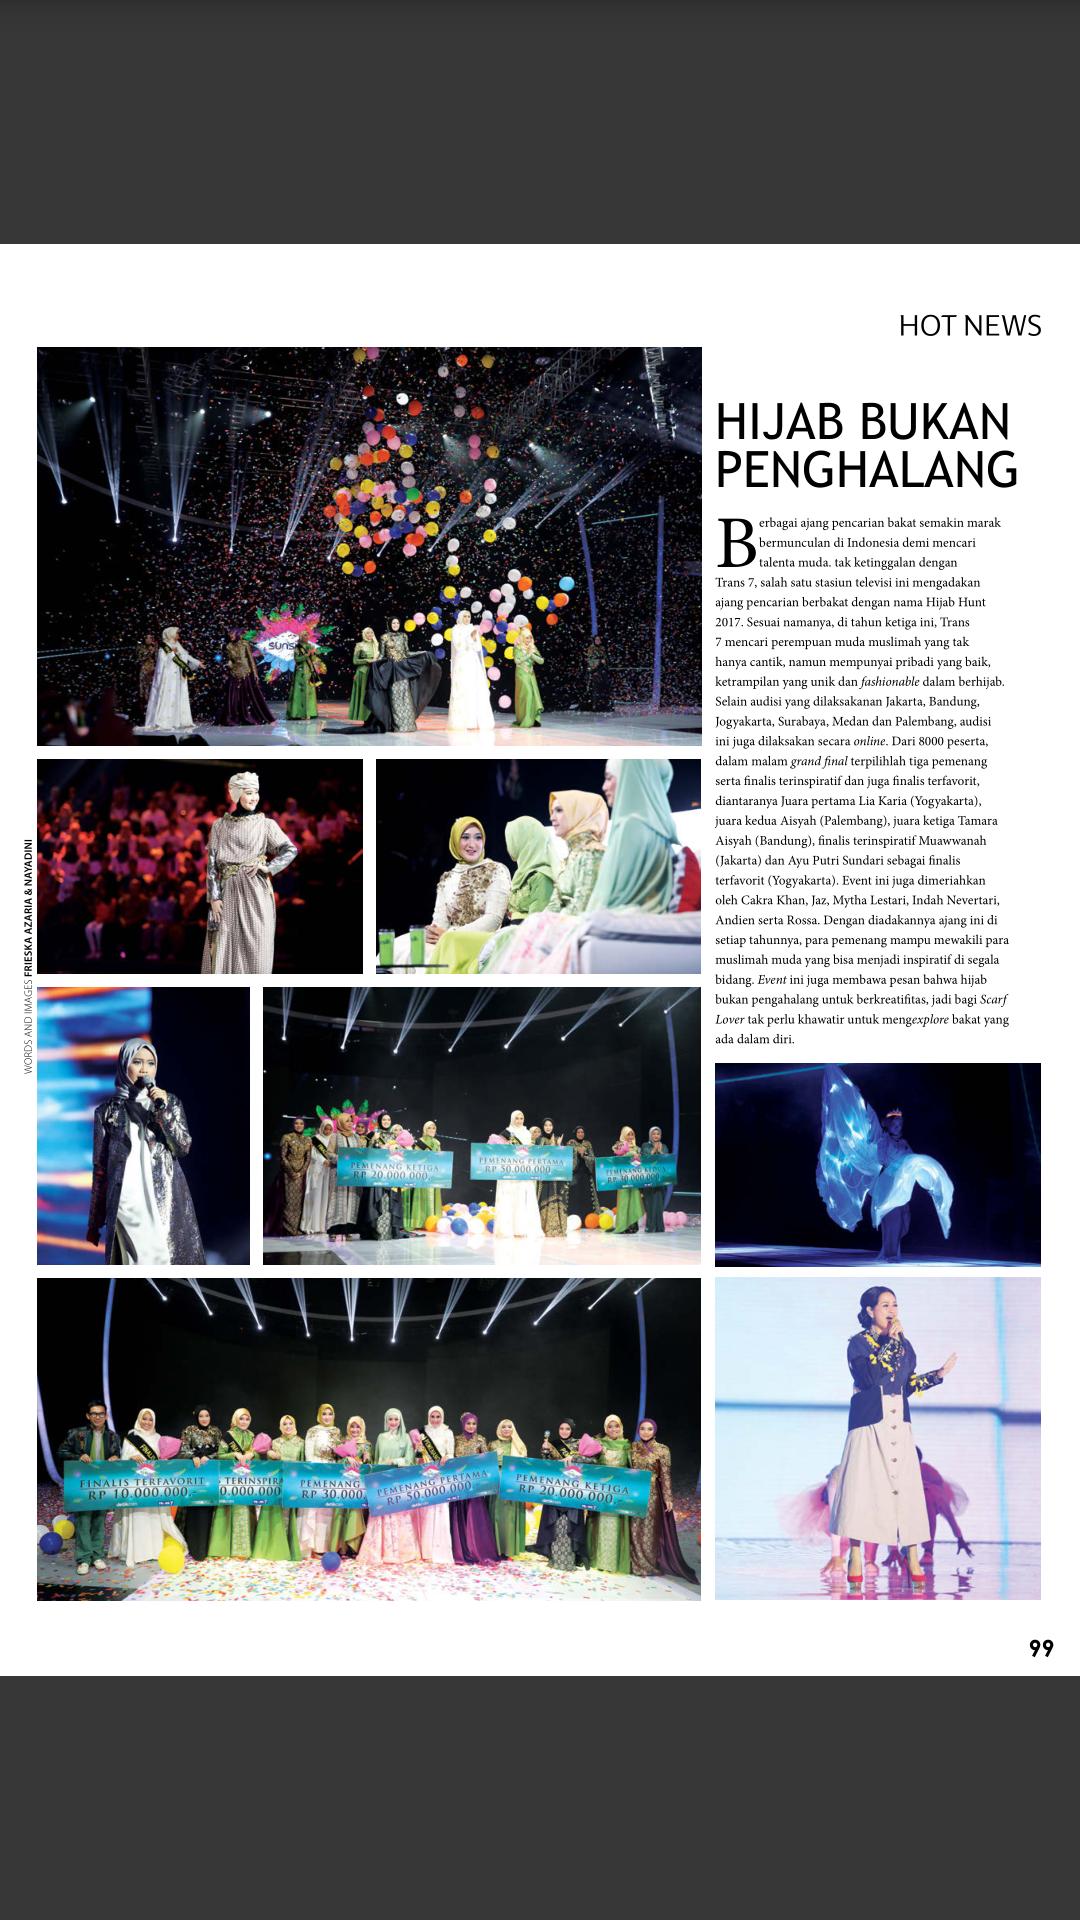 HOT NEWS
HIJAB BUKAN
PENGHALANG
Berbagai ajang pencarian bakat semakin marak
bermunculan di Indonesia demi mencari
talenta muda. tak ketinggalan dengan
Trans 7, salah satu stasiun televisi ini mengadakan
ajang pencarian berbakat dengan nama Hijab Hunt
2017. Sesuai namanya, di tahun ketiga ini, Trans
7 mencari perempuan muda muslimah yang tak
hanya cantik, namun mempunyai pribadi yang baik,
ketrampilan yang unik dan fashionable dalam berhijab.
Selain audisi yang dilaksakanan Jakarta, Bandung,
Jogyakarta, Surabaya, Medan dan Palembang, audisi
ini juga dilaksakan secara online. Dari 8000 peserta,
dalam malam grand final terpilihlah tiga pemenang
serta finalis terinspiratif dan juga finalis terfavorit,
diantaranya Juara pertama Lia Karia (Yogyakarta),
juara kedua Aisyah (Palembang), juara ketiga Tamara
Aisyah (Bandung), finalis terinspiratif Muawwanah
(Jakarta) dan Ayu Putri Sundari sebagai finalis
terfavorit (Yogyakarta). Event ini juga dimeriahkan
oleh Cakra Khan, Jaz, Mytha Lestari, Indah Nevertari,
Andien serta Rossa. Dengan diadakannya ajang ini di
setiap tahunnya, para pemenang mampu mewakili para
muslimah muda yang bisa menjadi inspiratif di segala
bidang. Event ini juga membawa pesan bahwa hijab
bukan pengahalang untuk berkreatifitas, jadi bagi Scarf
Lover tak perlu khawatir untuk mengexplore bakat yang
ada dalam diri.
WORDS AND IMAGES FRIESKA AZARIA & NAYADINI
SUNS
PEMENANG KETIGA
RP 20.000.000,-
PEMENANG PERTAMA
RP 50.000.000,-
PEMENANG KEDUA
RP 30.000.000
FINALIS TERFAVORIT
RP 10.000.000,-
TERINSPIR
0.000.000
PEMENANG
RP 30.000.
PEMENANG PERTAMA
RP 50.000.000,-
PEMENANG KETIGA
RP 20.000.000,-
99